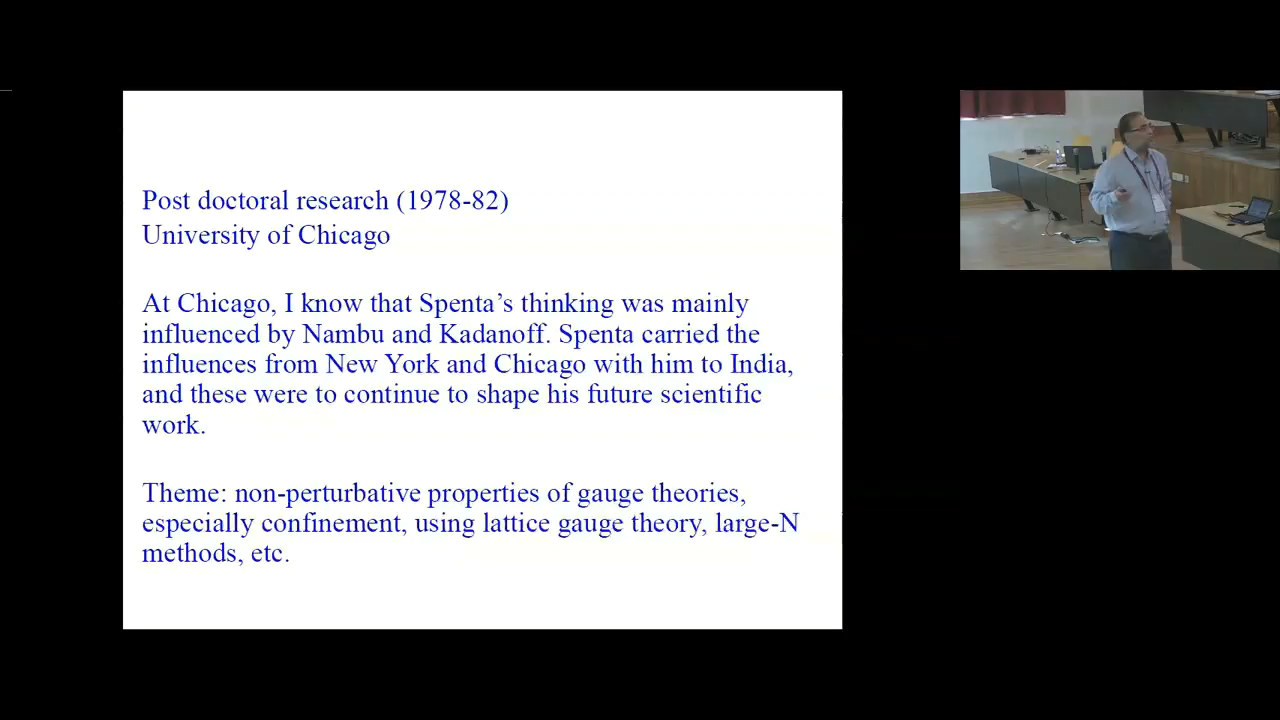 Post doctoral research (1978-82)
University of Chicago
At Chicago, I know that Spenta’s thinking was mainly
influenced by Nambu and Kadanoff. Spenta carried the
influences from New York and Chicago with him to India,
and these were to continue to shape his future scientific
work.
Theme: non-perturbative properties of gauge theories,
especially confinement, using lattice gauge theory, large-N
methods, etc.